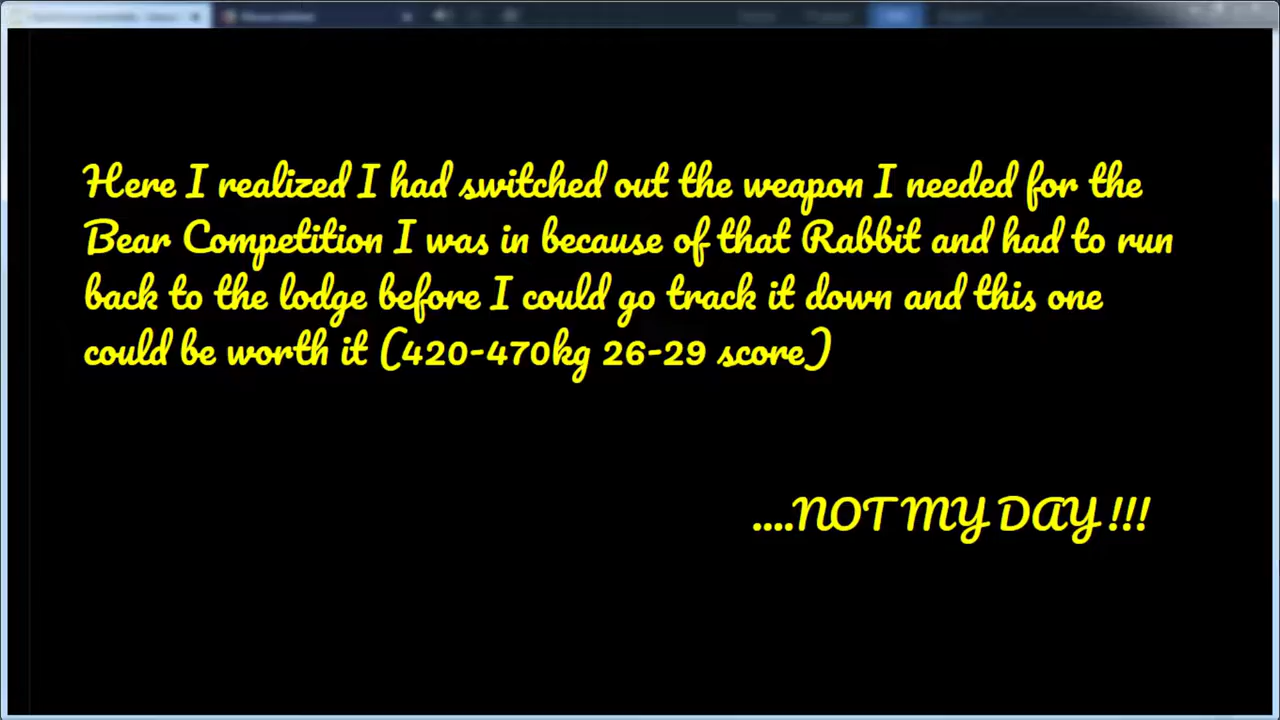 Here I realized I had switched out the weapon I needed for the
Bear Competition I was in because of that Rabbit and had to run
back to the lodge before I could go track it down and this one
could be worth it (420-470kg 26-29 score)
....NOT MY DAY !!!